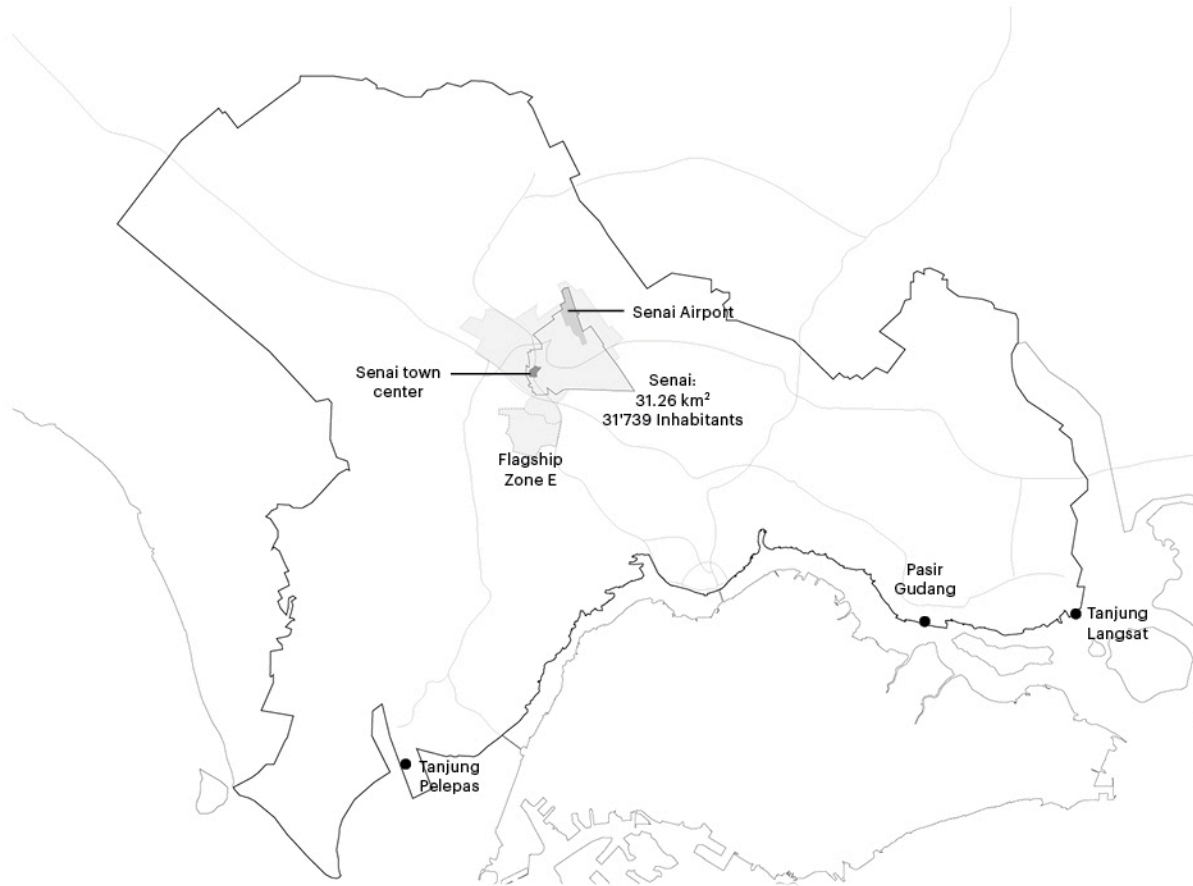 Senai Airport
Senai town
center
Senai:
31.26 km²
31'739 Inhabitants
Flagship
Zone E
Pasir
Gudang
Tanjung
Langsat
Tanjung
Pelepas